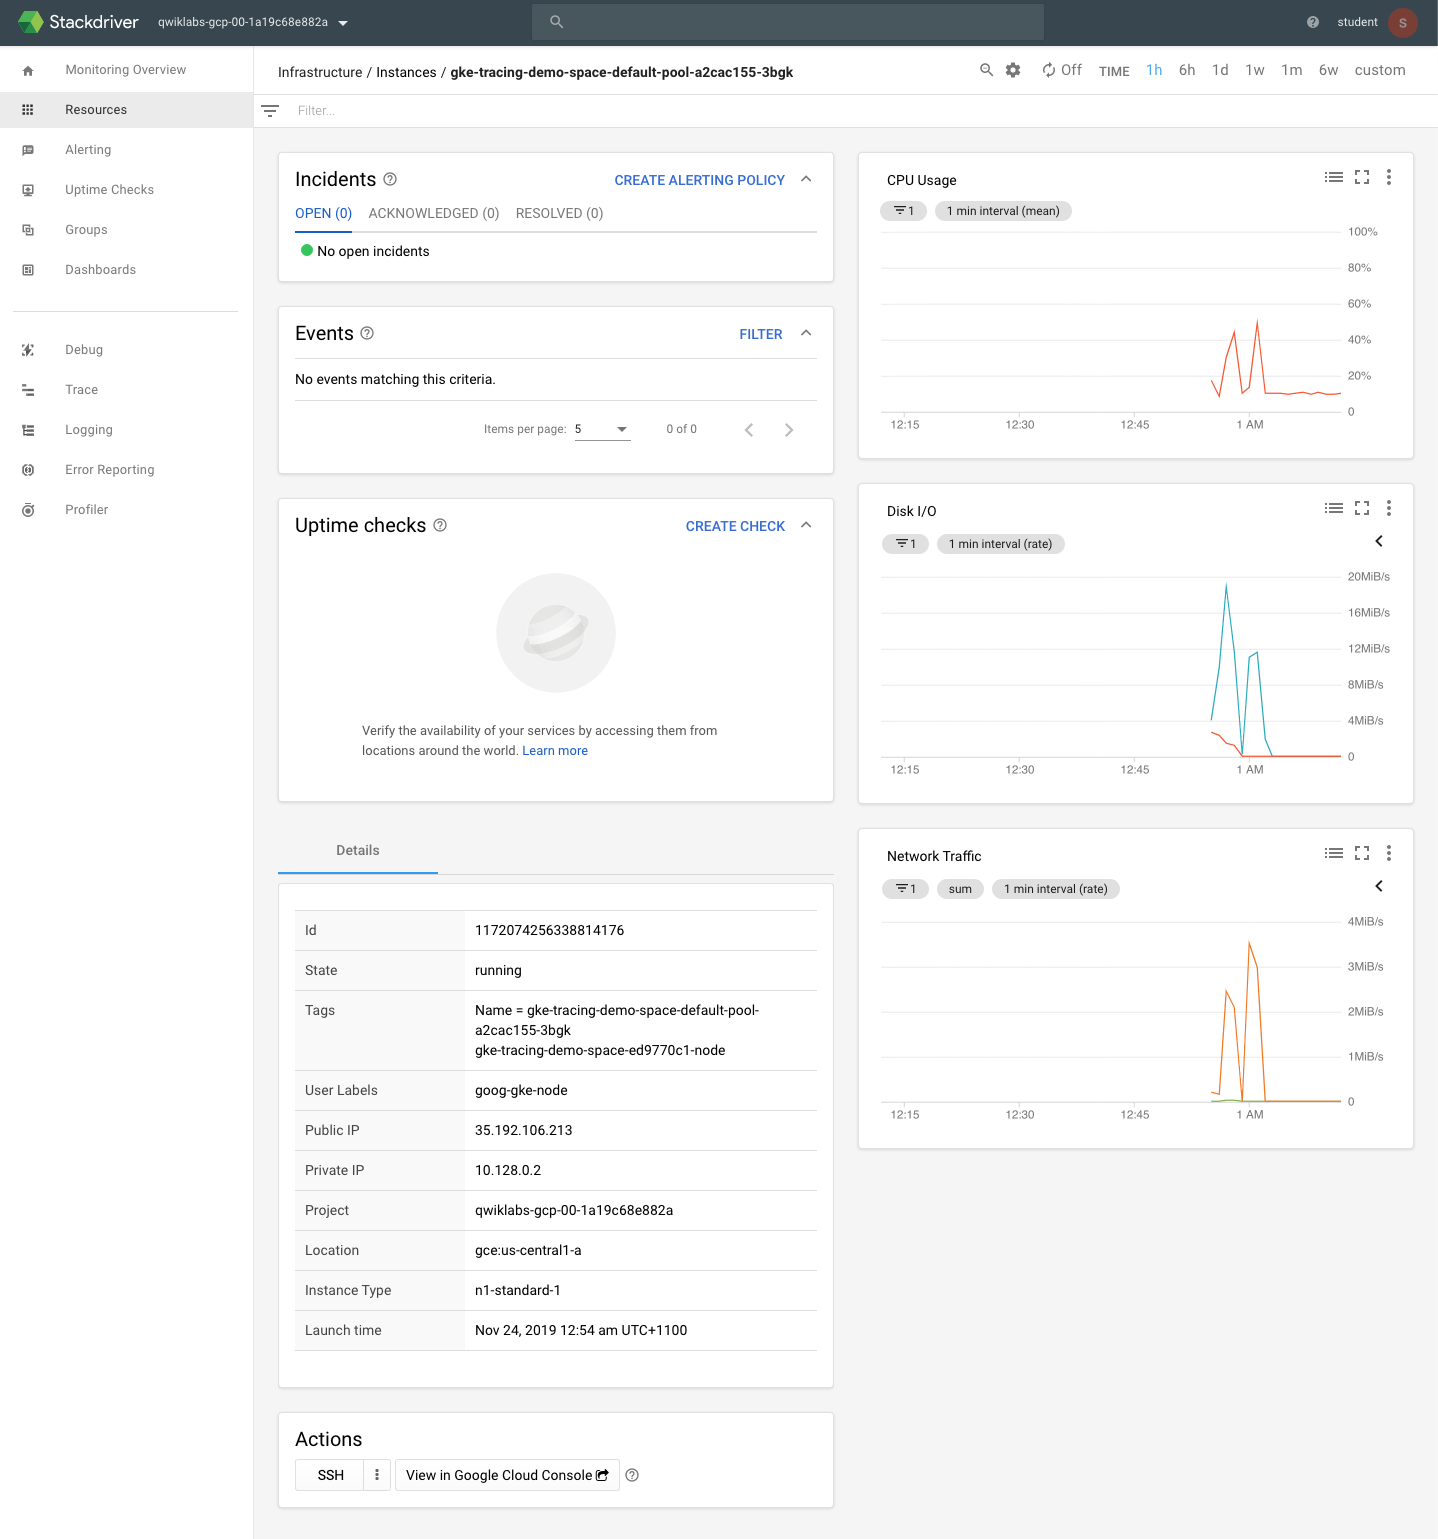 Stackdriver qwiklabs-gcp-00-1a19c68e882a student S
Monitoring Overview
Resources
Alerting
Uptime Checks
Groups
Dashboards
Debug
Trace
Logging
Error Reporting
Profiler
Infrastructure / Instances / gke-tracing-demo-space-default-pool-a2cac155-3bgk Off TIME 1h 6h 1d 1w 1m 6w custom
Filter...
Incidents CREATE ALERTING POLICY
OPEN (0) ACKNOWLEDGED (0) RESOLVED (0)
No open incidents
Events FILTER
No events matching this criteria.
Items per page: 5 0 of 0
Uptime checks CREATE CHECK
Verify the availability of your services by accessing them from
locations around the world. Learn more
Details
Id 1172074256338814176
State running
Tags Name = gke-tracing-demo-space-default-pool-
a2cac155-3bgk
gke-tracing-demo-space-ed9770c1-node
User Labels goog-gke-node
Public IP 35.192.106.213
Private IP 10.128.0.2
Project qwiklabs-gcp-00-1a19c68e882a
Location gce:us-central1-a
Instance Type n1-standard-1
Launch time Nov 24, 2019 12:54 am UTC+1100
Actions
SSH View in Google Cloud Console
CPU Usage
1 1 min interval (mean)
100%
80%
60%
40%
20%
0
12:15 12:30 12:45 1 AM
Disk I/O
1 1 min interval (rate)
20MiB/s
16MiB/s
12MiB/s
8MiB/s
4MiB/s
0
12:15 12:30 12:45 1 AM
Network Traffic
1 sum 1 min interval (rate)
4MiB/s
3MiB/s
2MiB/s
1MiB/s
0
12:15 12:30 12:45 1 AM